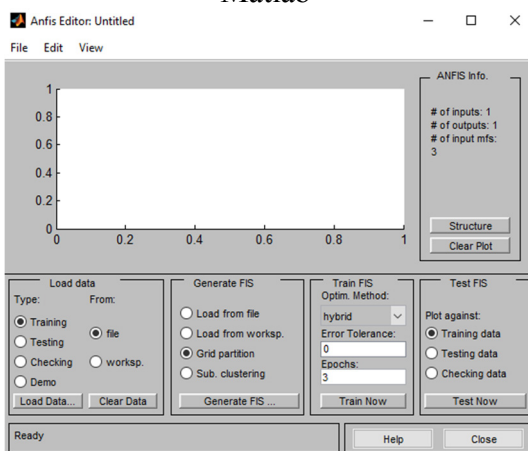 Matlab
Anfis Editor: Untitled
File Edit View
ANFIS Info.
# of inputs: 1
# of outputs: 1
# of input mfs:
3
Structure
Clear Plot
1
0.8
0.6
0.4
0.2
0
0 0.2 0.4 0.6 0.8 1
Load data
Type: From:
Training
Testing
Checking
Demo
file
worksp.
Load Data... Clear Data
Generate FIS
Load from file
Load from worksp.
Grid partition
Sub. clustering
Generate FIS ...
Train FIS
Optim. Method:
hybrid
Error Tolerance:
0
Epochs:
3
Train Now
Test FIS
Plot against:
Training data
Testing data
Checking data
Test Now
Ready
Help Close